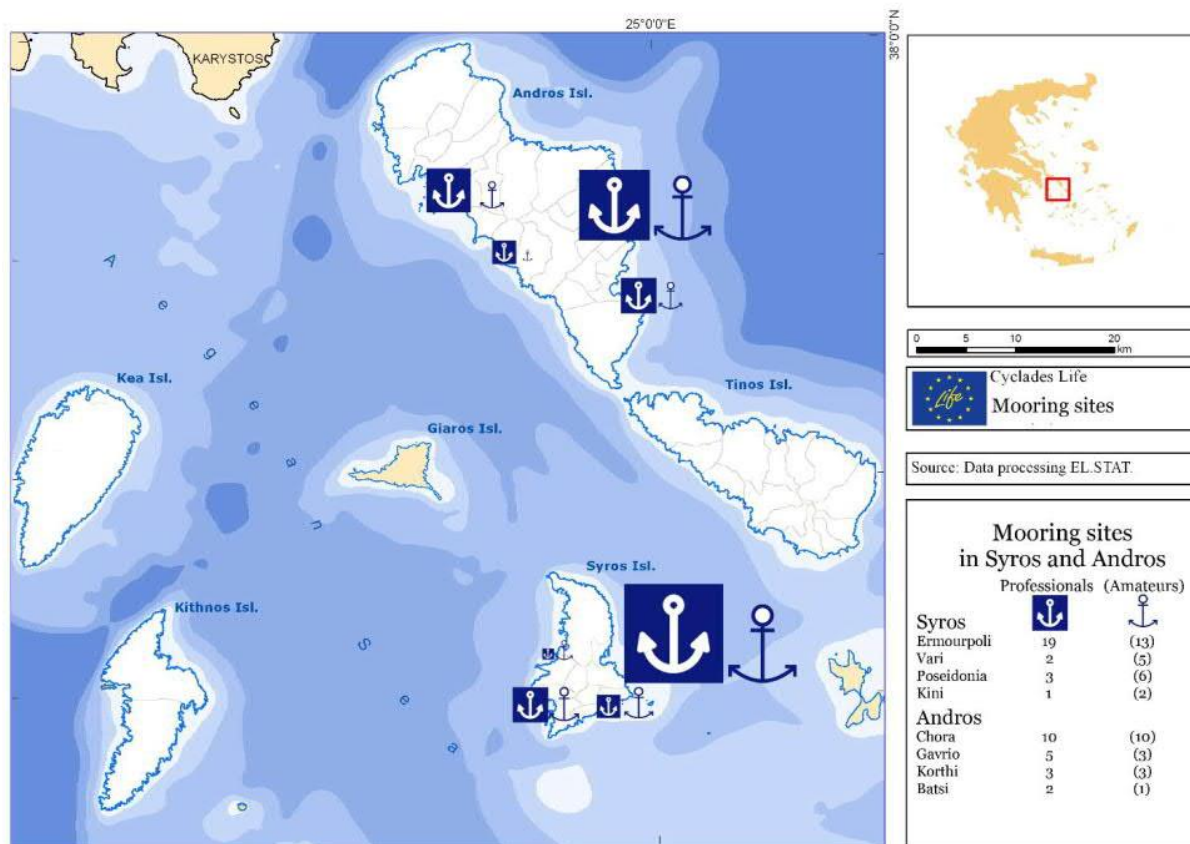 25°0'0"E
38°0'0"N
KARYSTOS
Andros Isl.
Aegean Sea
Kea Isl.
Giaros Isl.
Tinos Isl.
Syros Isl.
Kithnos Isl.
0 5 10 20
km
Life
Cyclades Life
Mooring sites
Source: Data processing EL.STAT.
Mooring sites
in Syros and Andros
Professionals (Amateurs)
Syros
Ermourpoli 19 (13)
Vari 2 (5)
Poseidonia 3 (6)
Kini 1 (2)
Andros
Chora 10 (10)
Gavrio 5 (3)
Korthi 3 (3)
Batsi 2 (1)